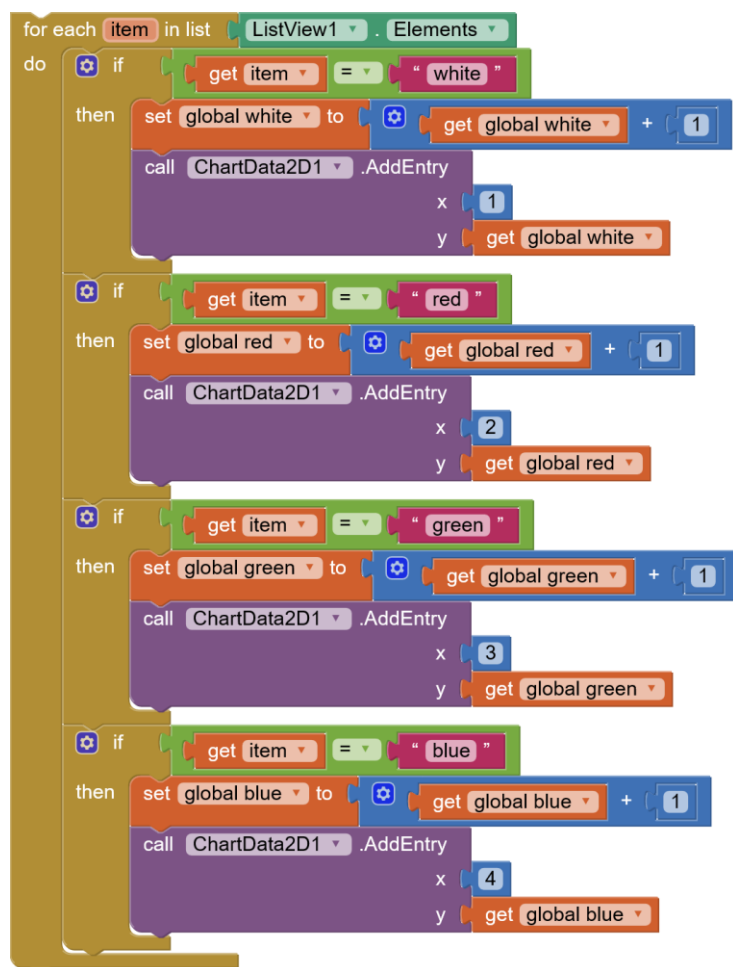 for each item in list ListView1 . Elements
do if get item = " white "
then set global white to get global white + 1
call ChartData2D1 .AddEntry
x 1
y get global white
if get item = " red "
then set global red to get global red + 1
call ChartData2D1 .AddEntry
x 2
y get global red
if get item = " green "
then set global green to get global green + 1
call ChartData2D1 .AddEntry
x 3
y get global green
if get item = " blue "
then set global blue to get global blue + 1
call ChartData2D1 .AddEntry
x 4
y get global blue